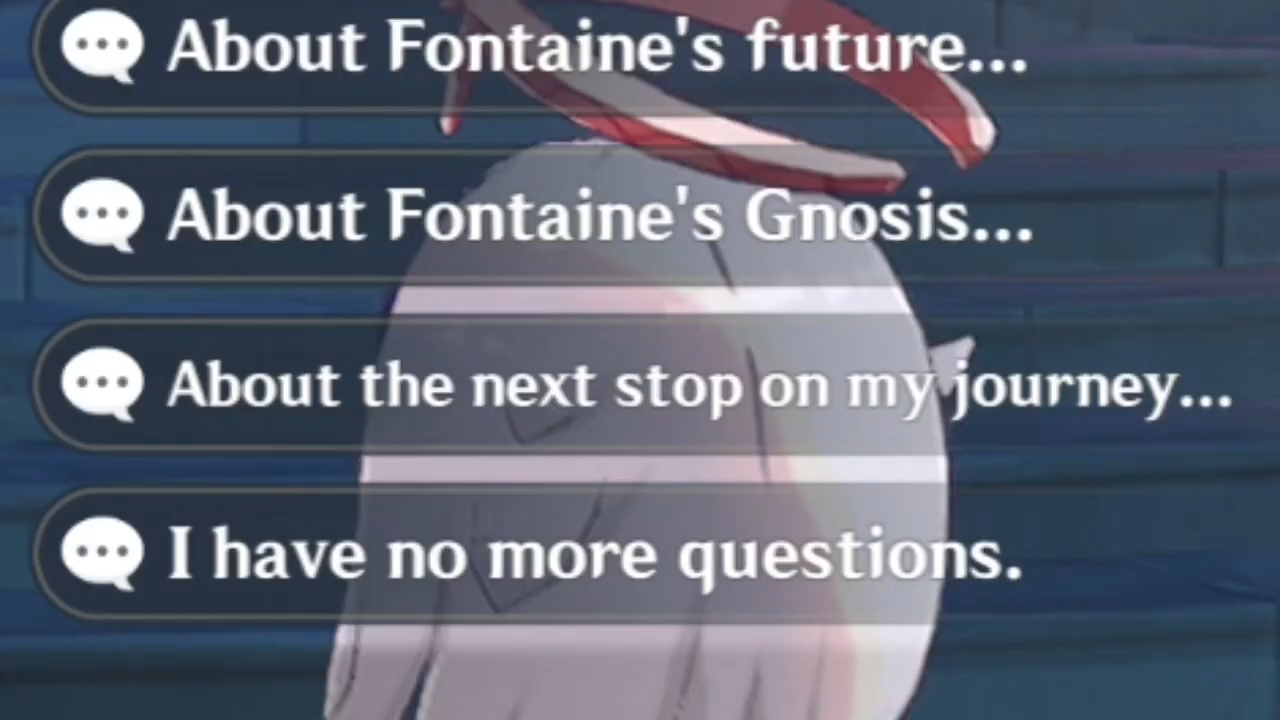 About Fontaine's future...
About Fontaine's Gnosis...
About the next stop on my journey...
I have no more questions.